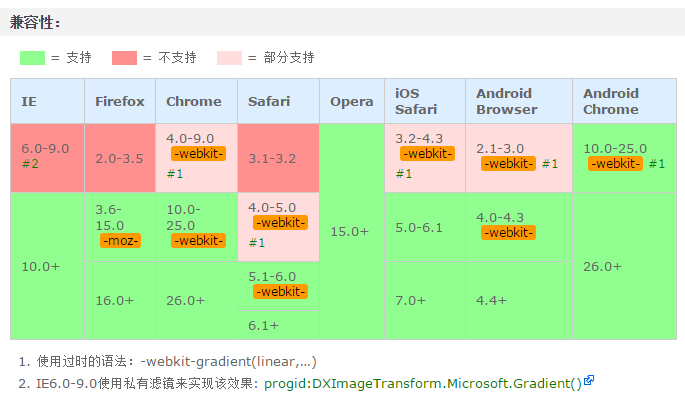 兼容性：
= 支持 = 不支持 = 部分支持
IE Firefox Chrome Safari Opera iOS Safari Android Browser Android Chrome
6.0-9.0 #2
2.0-3.5
4.0-9.0 -webkit- #1
3.1-3.2
15.0+
3.2-4.3 -webkit- #1
2.1-3.0 -webkit- #1
10.0-25.0 -webkit- #1
10.0+
3.6-15.0 -moz-
10.0-25.0 -webkit-
4.0-5.0 -webkit- #1
5.0-6.1
4.0-4.3 -webkit-
26.0+
16.0+
26.0+
5.1-6.0 -webkit-
7.0+
4.4+
6.1+
1. 使用过时的语法：-webkit-gradient(linear,…)
2. IE6.0-9.0使用私有滤镜来实现该效果: progid:DXImageTransform.Microsoft.Gradient()